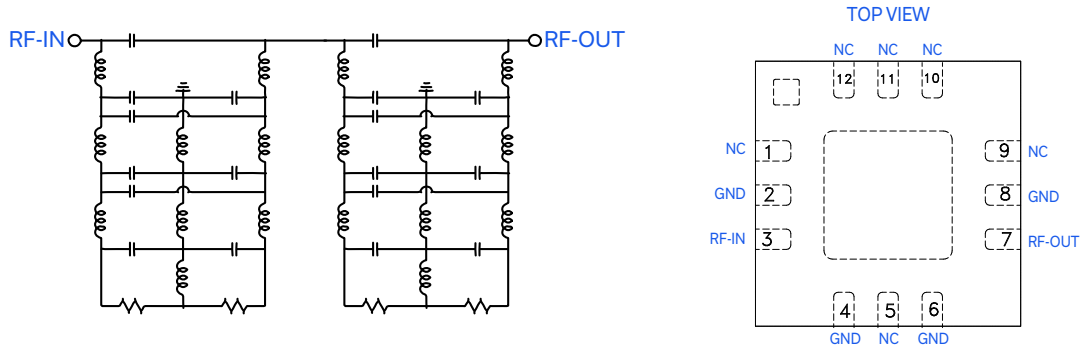 RF-IN
RF-OUT
TOP VIEW
NC NC NC
12 11 10
NC 1 9 NC
GND 2 8 GND
RF-IN 3 7 RF-OUT
4 5 6
GND NC GND